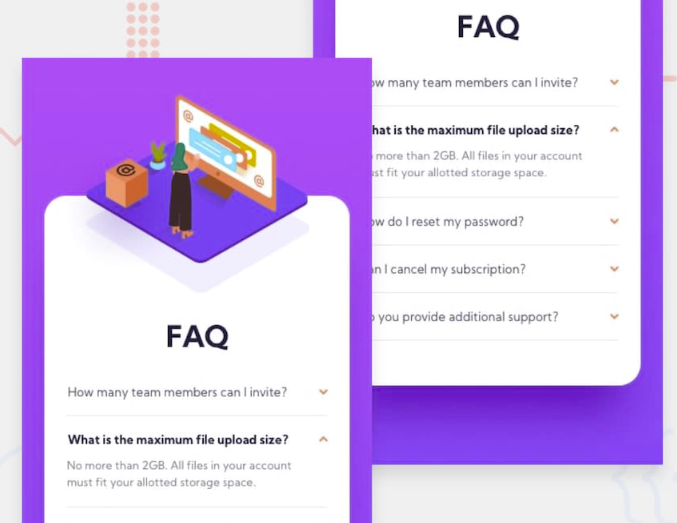 FAQ
ow many team members can I invite?
hat is the maximum file upload size?
more than 2GB. All files in your account
ust fit your allotted storage space.
ow do I reset my password?
an I cancel my subscription?
o you provide additional support?
@
@
@
FAQ
How many team members can I invite?
What is the maximum file upload size?
No more than 2GB. All files in your account
must fit your allotted storage space.